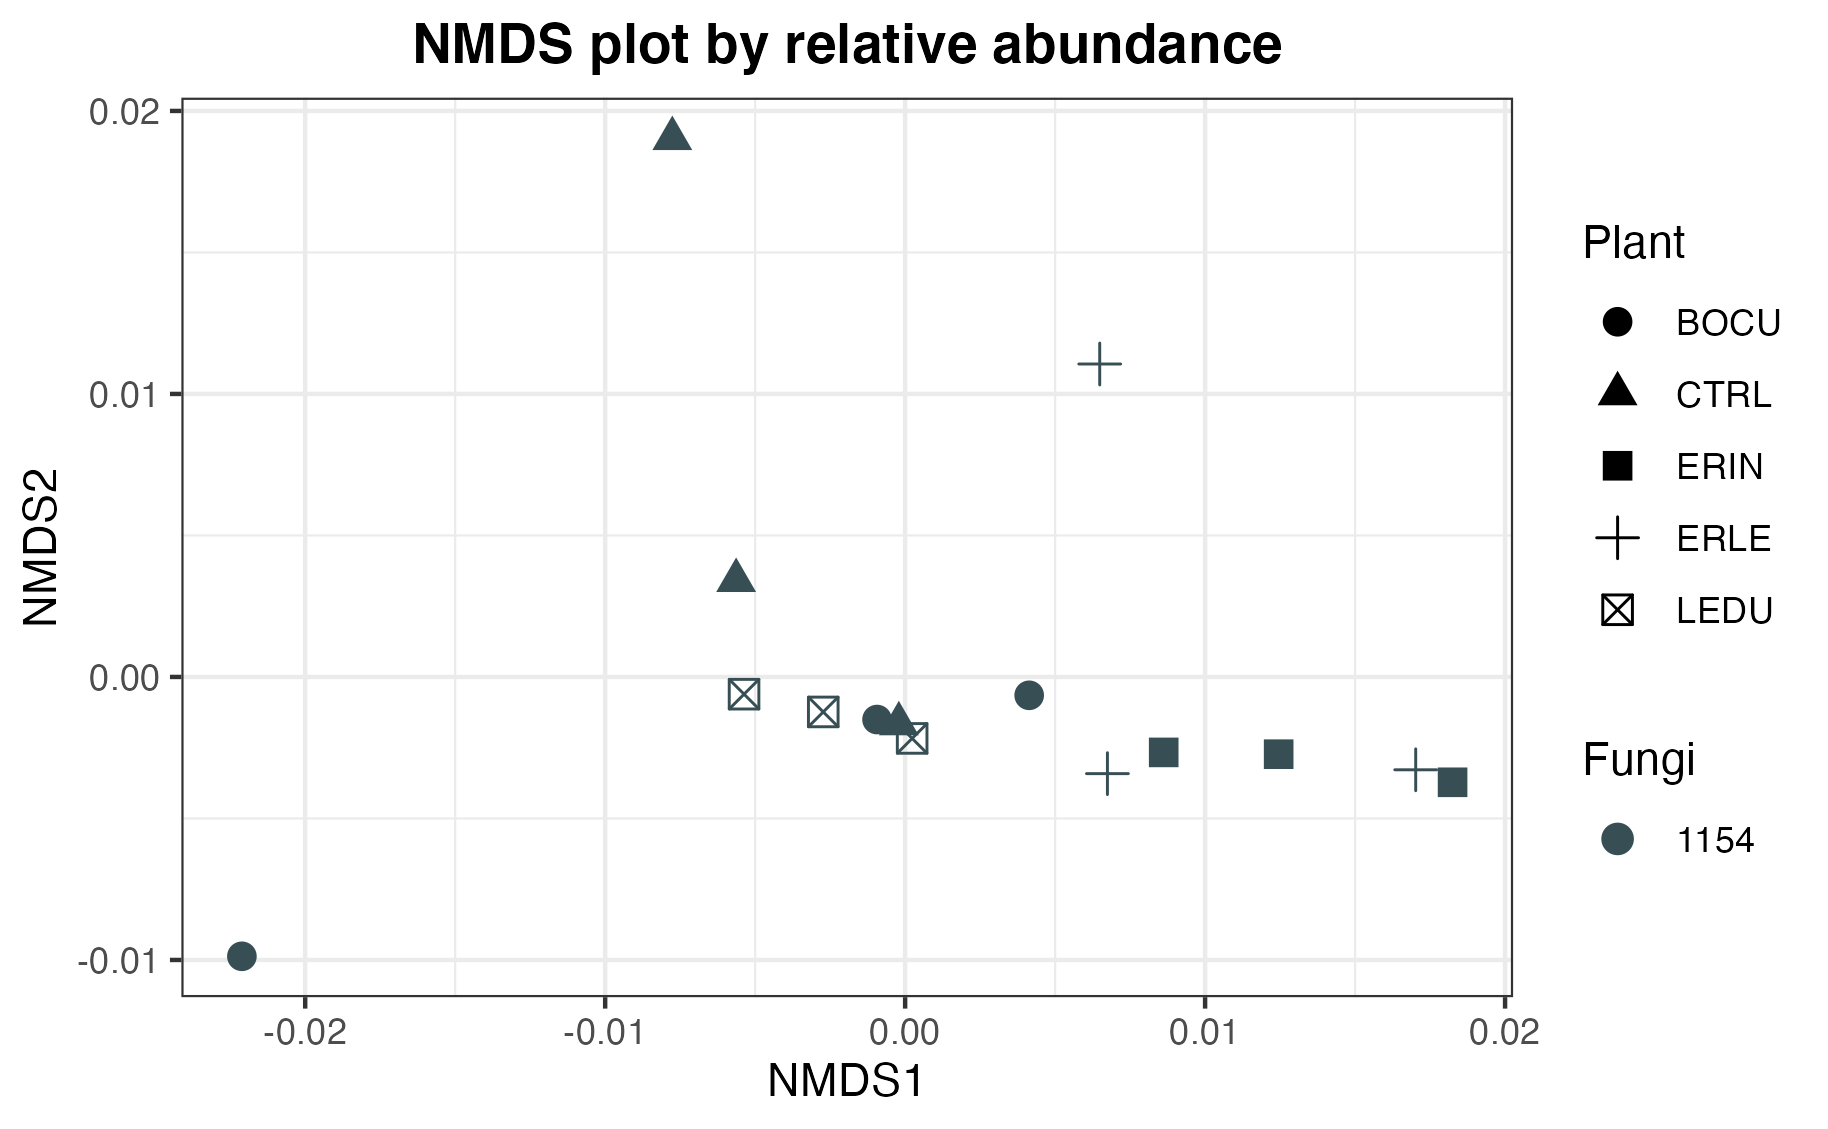 NMDS plot by relative abundance
0.02
0.01
0.00
-0.01
NMDS2
-0.02
-0.01
0.00
0.01
0.02
NMDS1
Plant
BOCU
CTRL
ERIN
ERLE
LEDU
Fungi
1154